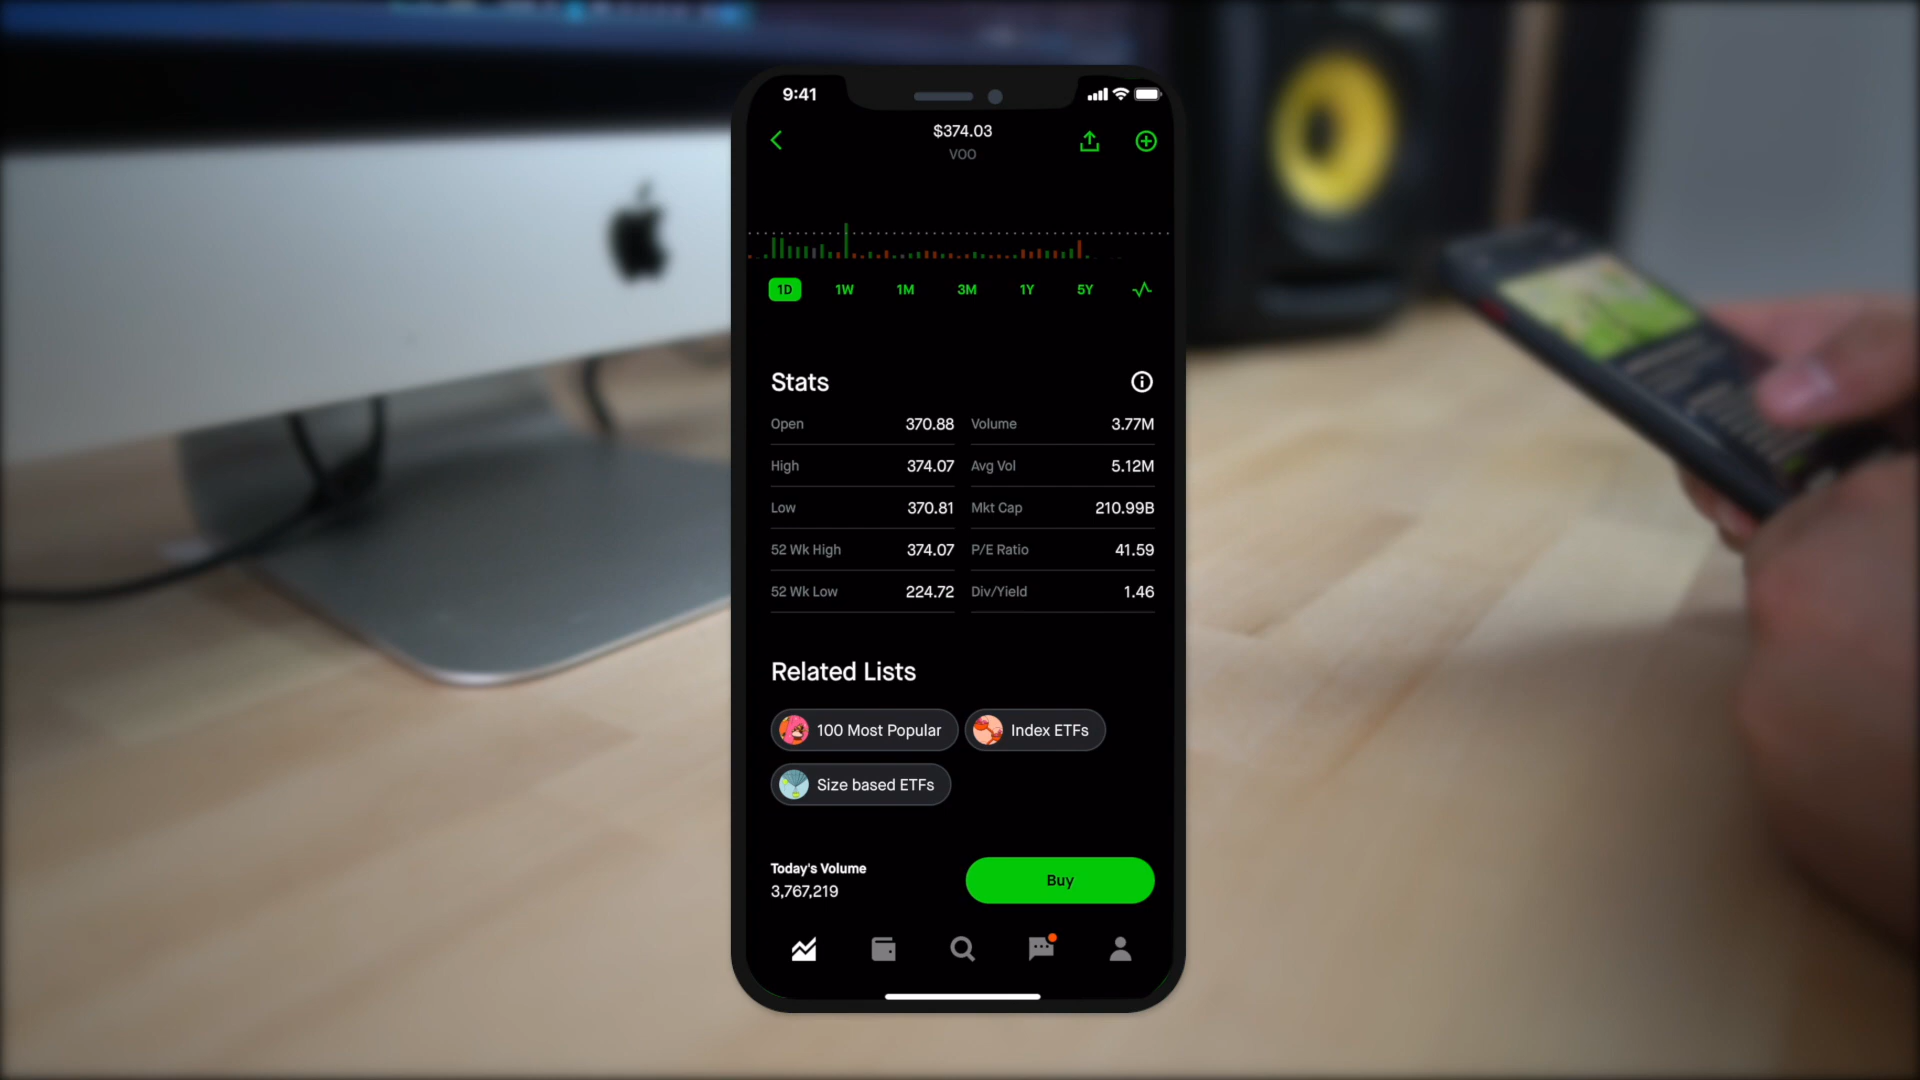 9:41
$374.03
VOO
1D 1W 1M 3M 1Y 5Y
Stats
Open 370.88 Volume 3.77M
High 374.07 Avg Vol 5.12M
Low 370.81 Mkt Cap 210.99B
52 Wk High 374.07 P/E Ratio 41.59
52 Wk Low 224.72 Div/Yield 1.46
Related Lists
100 Most Popular Index ETFs
Size based ETFs
Today's Volume
3,767,219
Buy